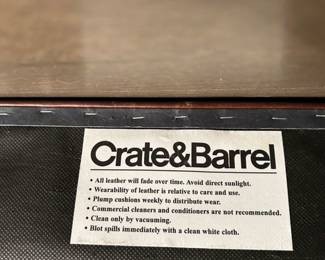 Crate&Barrel
• All leather will fade over time. Avoid direct sunlight.
• Wearability of leather is relative to care and use.
• Plump cushions weekly to distribute wear.
• Commercial cleaners and conditioners are not recommended.
• Clean only by vacuuming.
• Blot spills immediately with a clean white cloth.